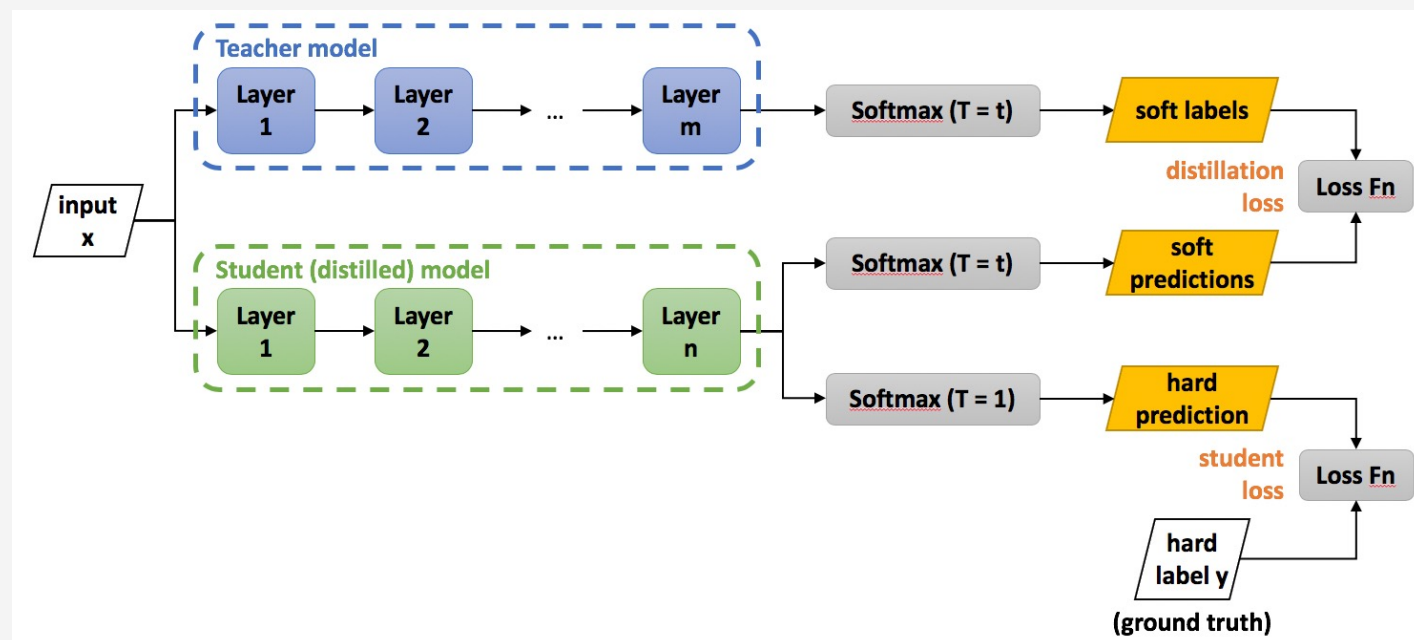 Teacher model
Layer
1
Layer
2
...
Layer
m
Softmax (T = t)
soft labels
input
x
distillation
loss
Loss Fn
Student (distilled) model
Layer
1
Layer
2
...
Layer
n
Softmax (T = t)
soft
predictions
Softmax (T = 1)
hard
prediction
student
loss
Loss Fn
hard
label y
(ground truth)